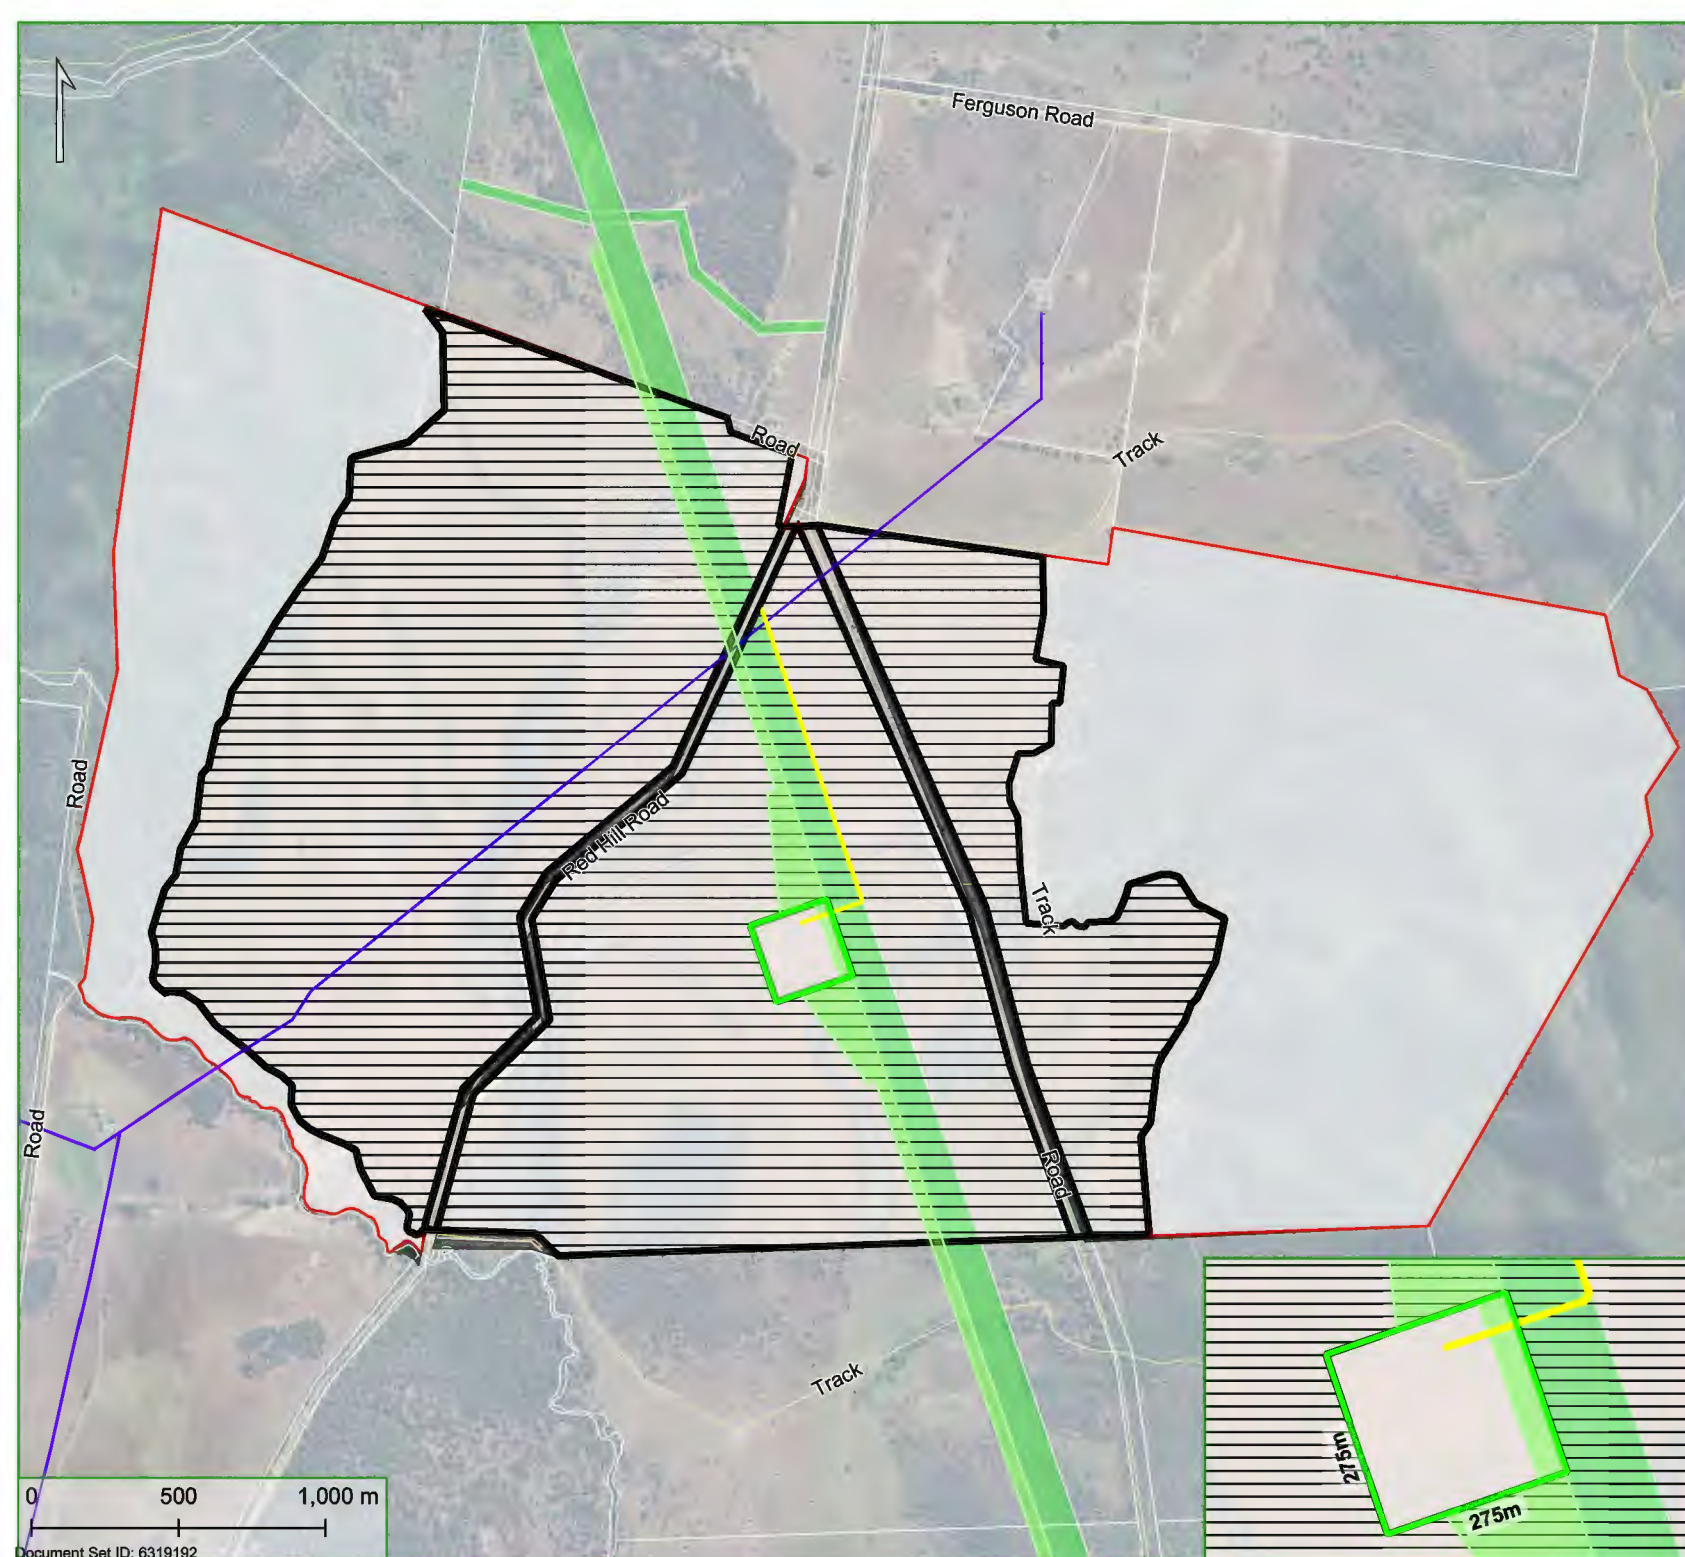 Ferguson Road
Road
Track
Road
Red Hill Road
Track
Road
Road
Track
275m
275m
0 500 1,000 m
Document Set ID: 6319192